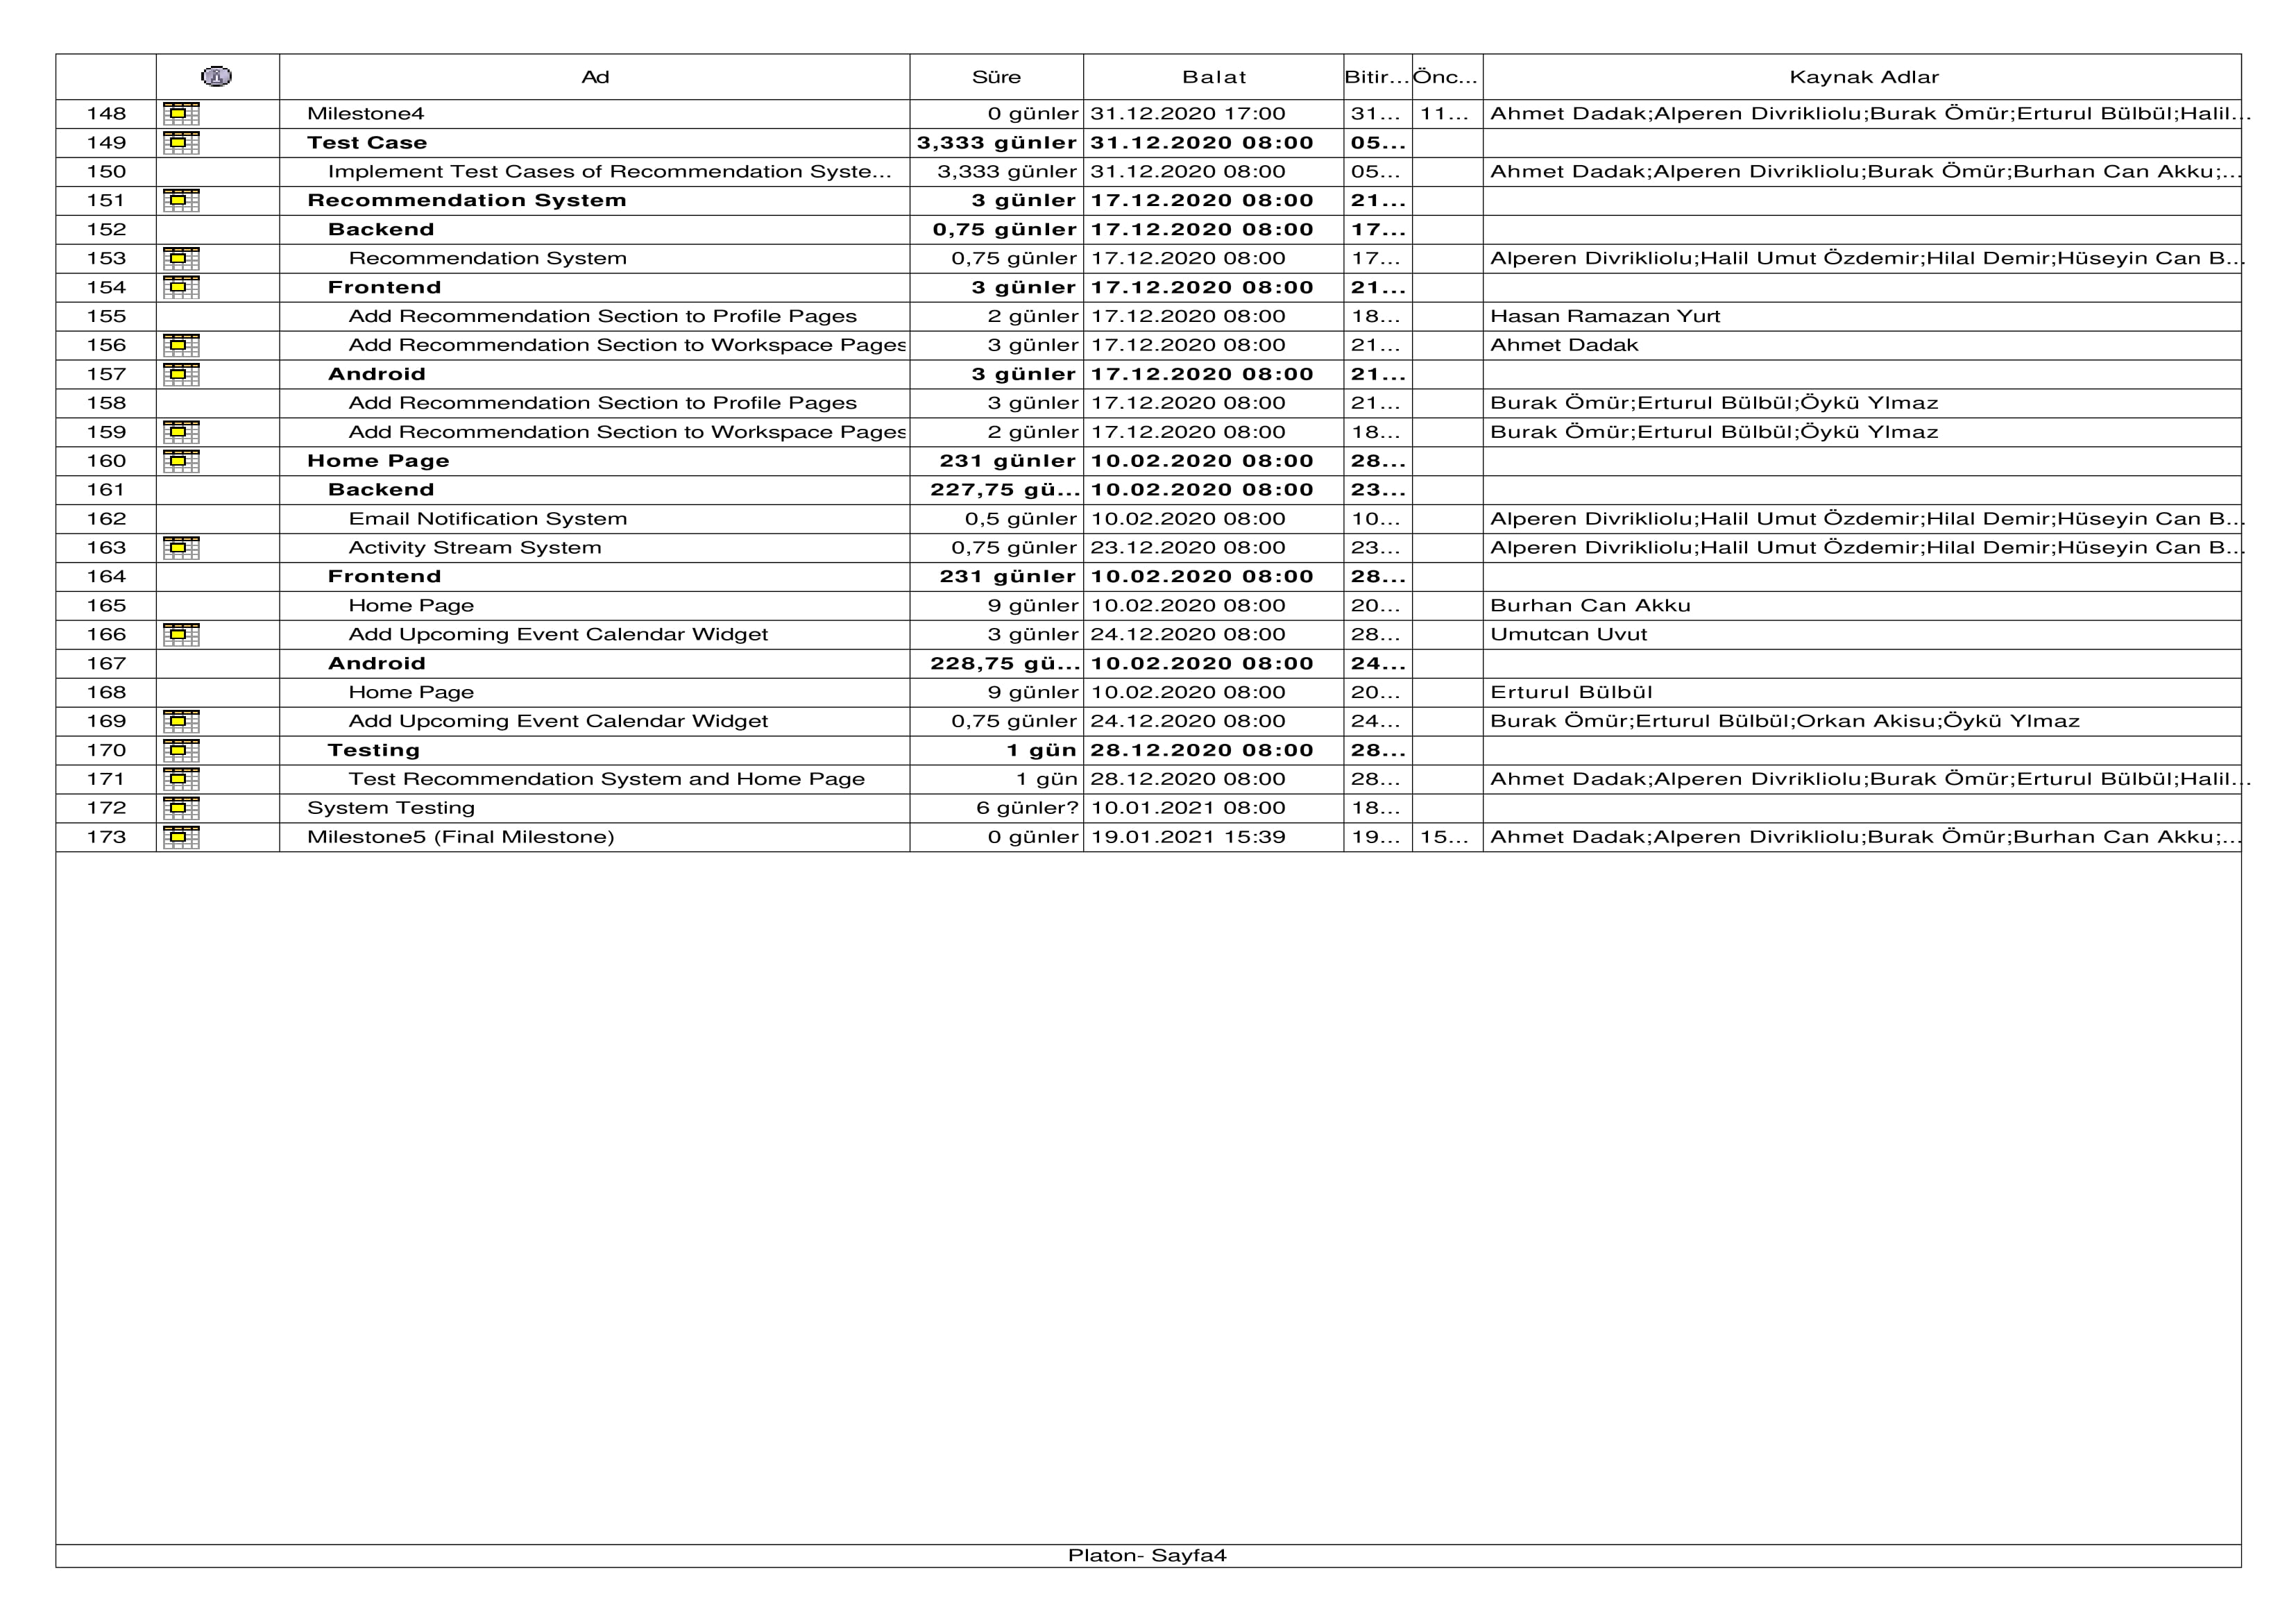 Ad Süre Balat Bitir... Önc... Kaynak Adlar
148 Milestone4 0 günler 31.12.2020 17:00 31... 11... Ahmet Dadak;Alperen Divrikliolu;Burak Ömür;Erturul Bülbül;Halil...
149 Test Case 3,333 günler 31.12.2020 08:00 05...
150 Implement Test Cases of Recommendation Syste... 3,333 günler 31.12.2020 08:00 05... Ahmet Dadak;Alperen Divrikliolu;Burak Ömür;Burhan Can Akku;...
151 Recommendation System 3 günler 17.12.2020 08:00 21...
152 Backend 0,75 günler 17.12.2020 08:00 17...
153 Recommendation System 0,75 günler 17.12.2020 08:00 17... Alperen Divrikliolu;Halil Umut Özdemir;Hilal Demir;Hüseyin Can B...
154 Frontend 3 günler 17.12.2020 08:00 21...
155 Add Recommendation Section to Profile Pages 2 günler 17.12.2020 08:00 18... Hasan Ramazan Yurt
156 Add Recommendation Section to Workspace Pages 3 günler 17.12.2020 08:00 21... Ahmet Dadak
157 Android 3 günler 17.12.2020 08:00 21...
158 Add Recommendation Section to Profile Pages 3 günler 17.12.2020 08:00 21... Burak Ömür;Erturul Bülbül;Öykü Ylmaz
159 Add Recommendation Section to Workspace Pages 2 günler 17.12.2020 08:00 18... Burak Ömür;Erturul Bülbül;Öykü Ylmaz
160 Home Page 231 günler 10.02.2020 08:00 28...
161 Backend 227,75 gü... 10.02.2020 08:00 23...
162 Email Notification System 0,5 günler 10.02.2020 08:00 10... Alperen Divrikliolu;Halil Umut Özdemir;Hilal Demir;Hüseyin Can B...
163 Activity Stream System 0,75 günler 23.12.2020 08:00 23... Alperen Divrikliolu;Halil Umut Özdemir;Hilal Demir;Hüseyin Can B...
164 Frontend 231 günler 10.02.2020 08:00 28...
165 Home Page 9 günler 10.02.2020 08:00 20... Burhan Can Akku
166 Add Upcoming Event Calendar Widget 3 günler 24.12.2020 08:00 28... Umutcan Uvut
167 Android 228,75 gü... 10.02.2020 08:00 24...
168 Home Page 9 günler 10.02.2020 08:00 20... Erturul Bülbül
169 Add Upcoming Event Calendar Widget 0,75 günler 24.12.2020 08:00 24... Burak Ömür;Erturul Bülbül;Orkan Akisu;Öykü Ylmaz
170 Testing 1 gün 28.12.2020 08:00 28...
171 Test Recommendation System and Home Page 1 gün 28.12.2020 08:00 28... Ahmet Dadak;Alperen Divrikliolu;Burak Ömür;Erturul Bülbül;Halil...
172 System Testing 6 günler? 10.01.2021 08:00 18...
173 Milestone5 (Final Milestone) 0 günler 19.01.2021 15:39 19... 15... Ahmet Dadak;Alperen Divrikliolu;Burak Ömür;Burhan Can Akku;...
Platon- Sayfa4